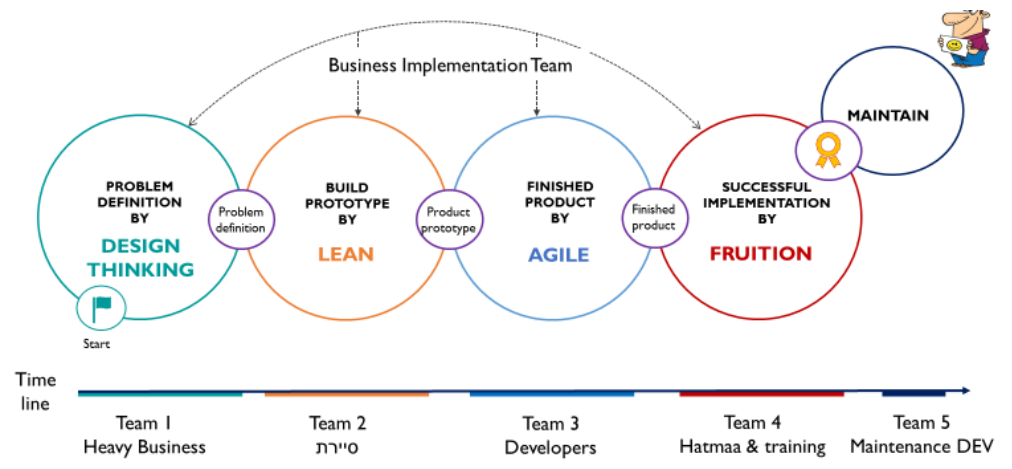 Business Implementation Team
MAINTAIN
PROBLEM
DEFINITION
BY
DESIGN
THINKING
Problem
definition
BUILD
PROTOTYPE
BY
LEAN
Product
prototype
FINISHED
PRODUCT
BY
AGILE
Finished
product
SUCCESSFUL
IMPLEMENTATION
BY
FRUITION
Start
Time
line
Team 1
Heavy Business
Team 2
סיירת
Team 3
Developers
Team 4
Hatmaa & training
Team 5
Maintenance DEV